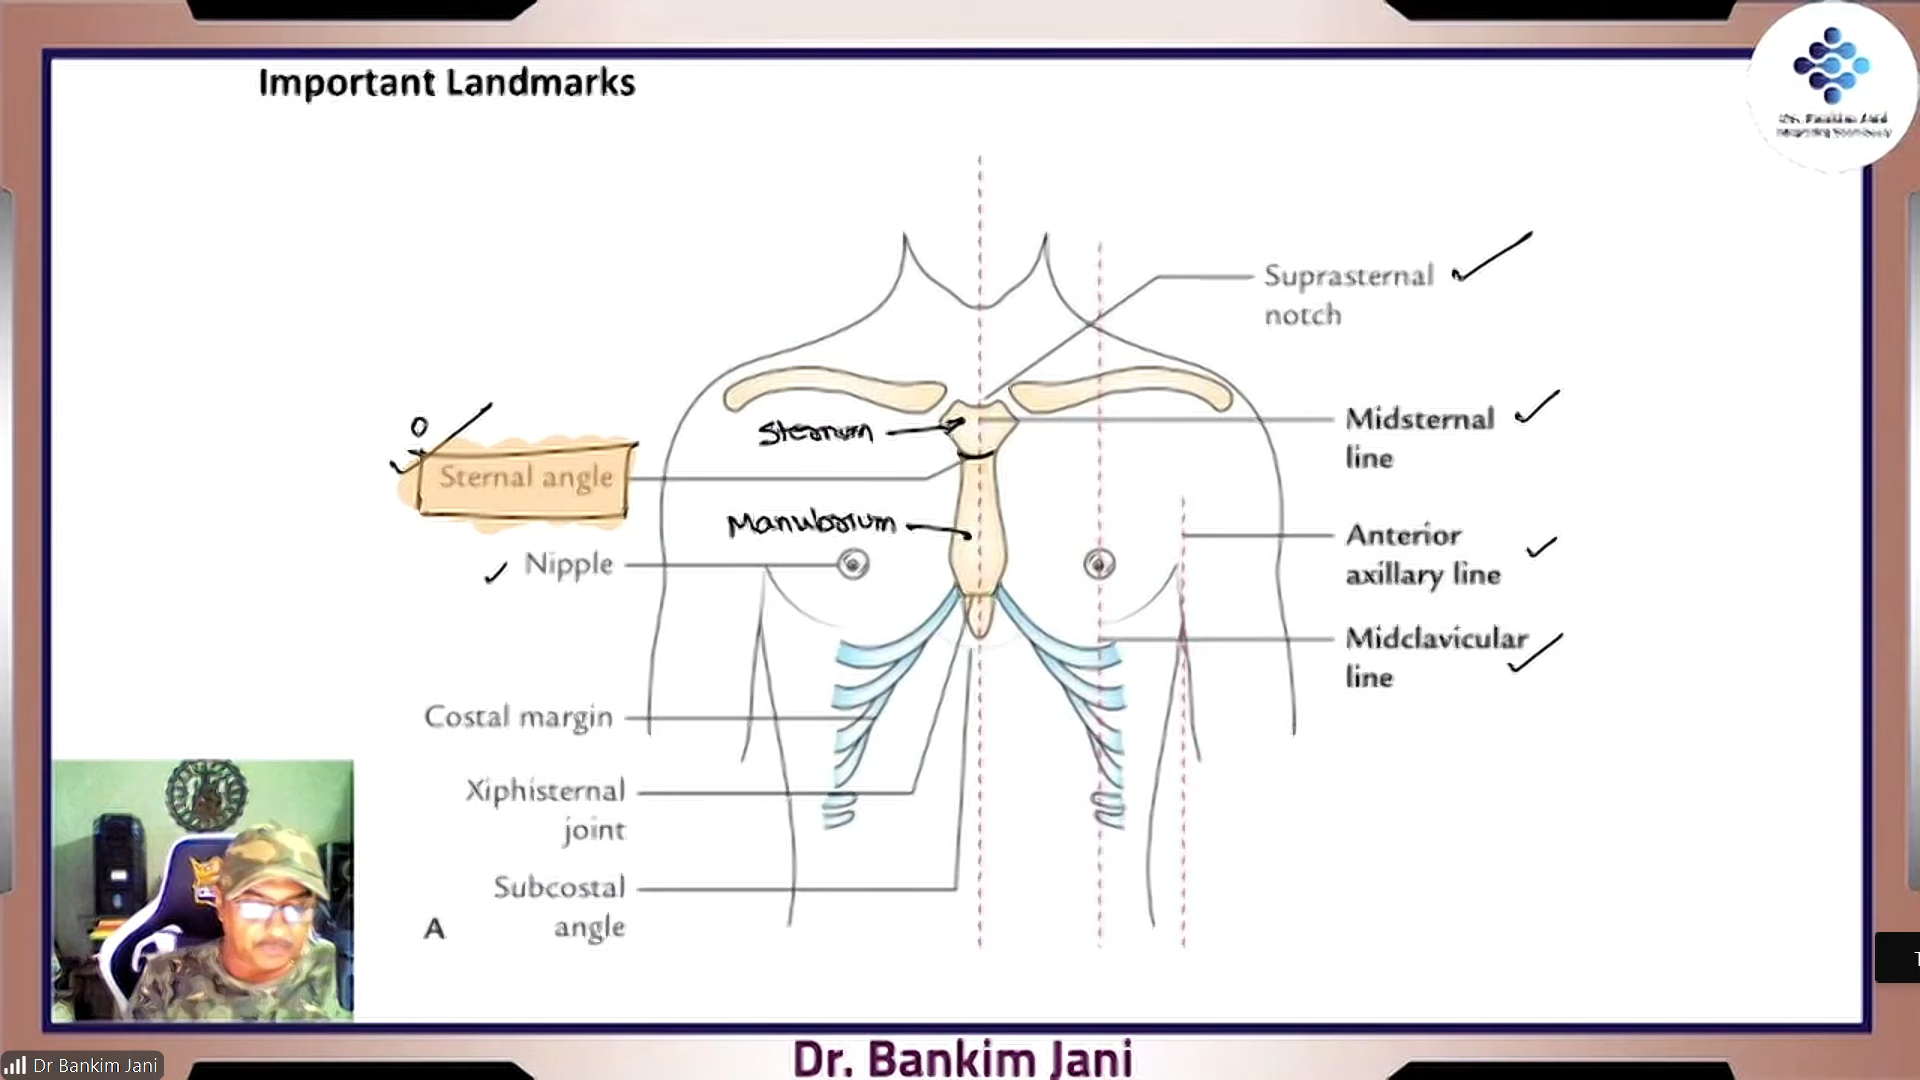 Important Landmarks
Suprasternal
notch
Sternum
Midsternal
line
Sternal angle
Manubrium
Anterior
axillary line
Nipple
Midclavicular
line
Costal margin
Xiphisternal
joint
Subcostal
angle
A
Dr. Bankim Jani
Dr Bankim Jani